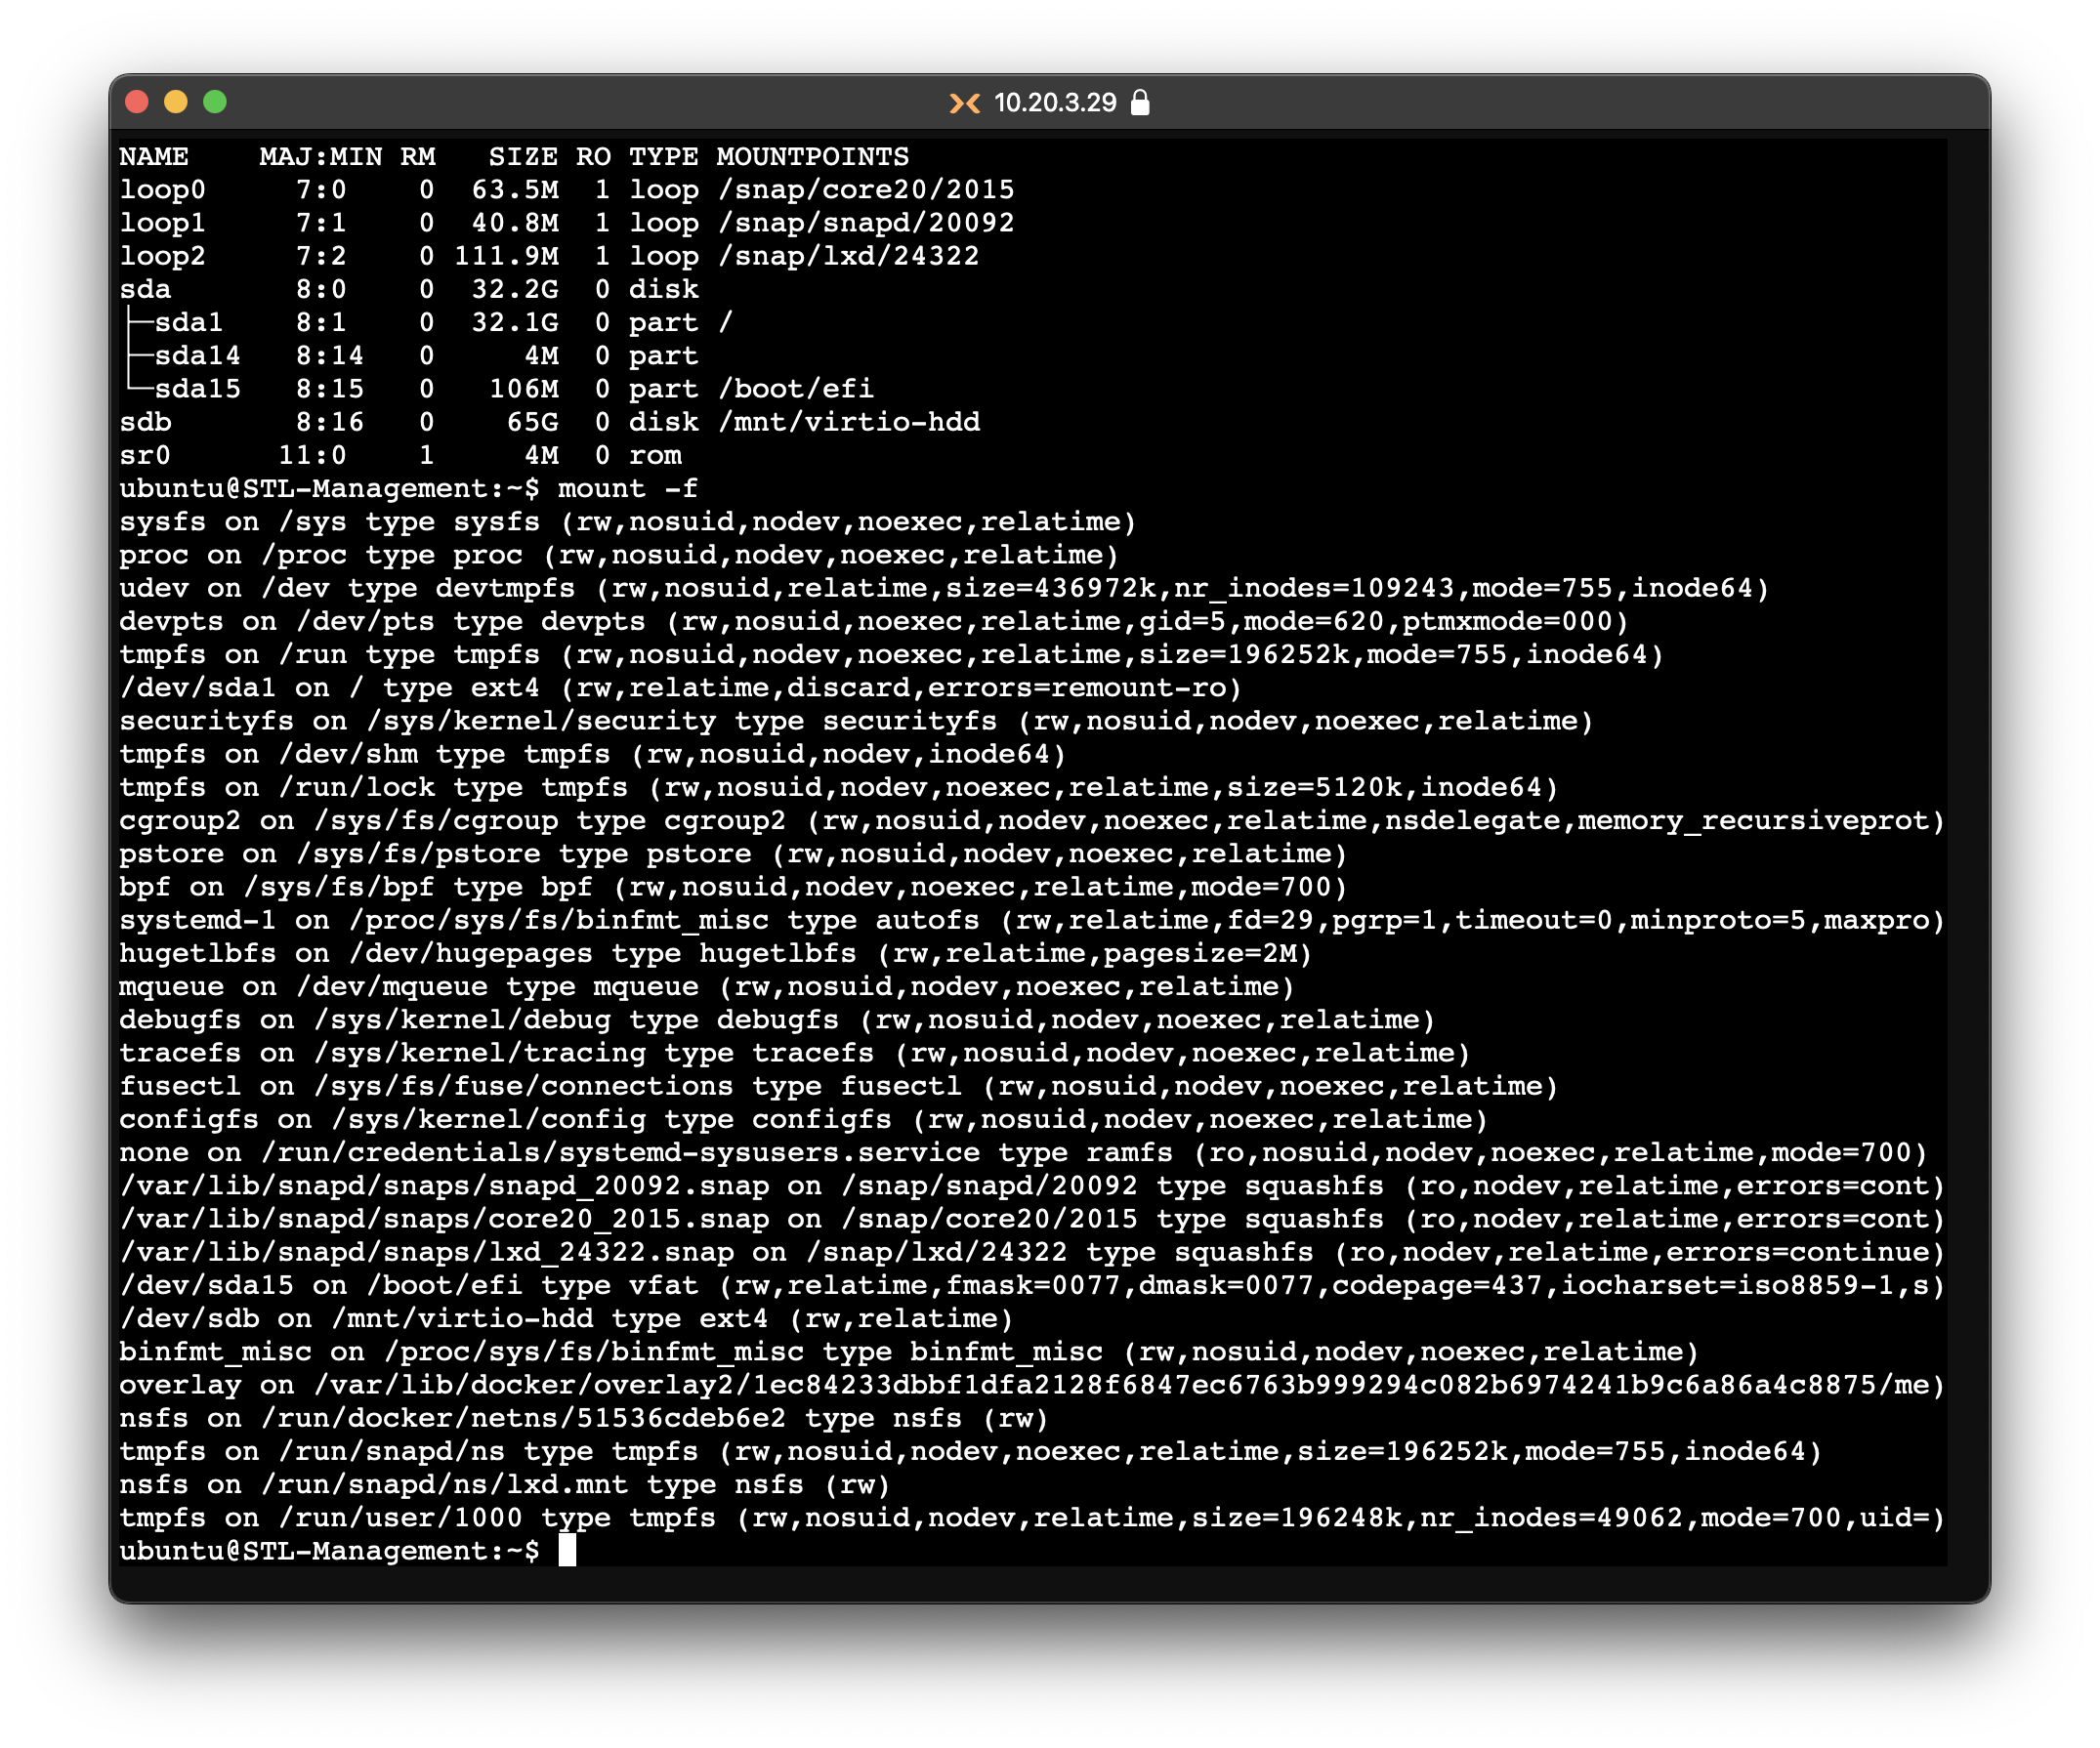 10.20.3.29
NAME    MAJ:MIN RM   SIZE RO TYPE MOUNTPOINTS
loop0     7:0    0  63.5M  1 loop /snap/core20/2015
loop1     7:1    0  40.8M  1 loop /snap/snapd/20092
loop2     7:2    0 111.9M  1 loop /snap/lxd/24322
sda       8:0    0  32.2G  0 disk
├─sda1    8:1    0  32.1G  0 part /
├─sda14   8:14   0     4M  0 part
└─sda15   8:15   0   106M  0 part /boot/efi
sdb       8:16   0    65G  0 disk /mnt/virtio-hdd
sr0      11:0    1     4M  0 rom
ubuntu@STL-Management:~$ mount -f
sysfs on /sys type sysfs (rw,nosuid,nodev,noexec,relatime)
proc on /proc type proc (rw,nosuid,nodev,noexec,relatime)
udev on /dev type devtmpfs (rw,nosuid,relatime,size=436972k,nr_inodes=109243,mode=755,inode64)
devpts on /dev/pts type devpts (rw,nosuid,noexec,relatime,gid=5,mode=620,ptmxmode=000)
tmpfs on /run type tmpfs (rw,nosuid,nodev,noexec,relatime,size=196252k,mode=755,inode64)
/dev/sda1 on / type ext4 (rw,relatime,discard,errors=remount-ro)
securityfs on /sys/kernel/security type securityfs (rw,nosuid,nodev,noexec,relatime)
tmpfs on /dev/shm type tmpfs (rw,nosuid,nodev,inode64)
tmpfs on /run/lock type tmpfs (rw,nosuid,nodev,noexec,relatime,size=5120k,inode64)
cgroup2 on /sys/fs/cgroup type cgroup2 (rw,nosuid,nodev,noexec,relatime,nsdelegate,memory_recursiveprot)
pstore on /sys/fs/pstore type pstore (rw,nosuid,nodev,noexec,relatime)
bpf on /sys/fs/bpf type bpf (rw,nosuid,nodev,noexec,relatime,mode=700)
systemd-1 on /proc/sys/fs/binfmt_misc type autofs (rw,relatime,fd=29,pgrp=1,timeout=0,minproto=5,maxpro)
hugetlbfs on /dev/hugepages type hugetlbfs (rw,relatime,pagesize=2M)
mqueue on /dev/mqueue type mqueue (rw,nosuid,nodev,noexec,relatime)
debugfs on /sys/kernel/debug type debugfs (rw,nosuid,nodev,noexec,relatime)
tracefs on /sys/kernel/tracing type tracefs (rw,nosuid,nodev,noexec,relatime)
fusectl on /sys/fs/fuse/connections type fusectl (rw,nosuid,nodev,noexec,relatime)
configfs on /sys/kernel/config type configfs (rw,nosuid,nodev,noexec,relatime)
none on /run/credentials/systemd-sysusers.service type ramfs (ro,nosuid,nodev,noexec,relatime,mode=700)
/var/lib/snapd/snaps/snapd_20092.snap on /snap/snapd/20092 type squashfs (ro,nodev,relatime,errors=cont)
/var/lib/snapd/snaps/core20_2015.snap on /snap/core20/2015 type squashfs (ro,nodev,relatime,errors=cont)
/var/lib/snapd/snaps/lxd_24322.snap on /snap/lxd/24322 type squashfs (ro,nodev,relatime,errors=continue)
/dev/sda15 on /boot/efi type vfat (rw,relatime,fmask=0077,dmask=0077,codepage=437,iocharset=iso8859-1,s)
/dev/sdb on /mnt/virtio-hdd type ext4 (rw,relatime)
binfmt_misc on /proc/sys/fs/binfmt_misc type binfmt_misc (rw,nosuid,nodev,noexec,relatime)
overlay on /var/lib/docker/overlay2/1ec84233dbbf1dfa2128f6847ec6763b999294c082b6974241b9c6a86a4c8875/me)
nsfs on /run/docker/netns/51536cdeb6e2 type nsfs (rw)
tmpfs on /run/snapd/ns type tmpfs (rw,nosuid,nodev,noexec,relatime,size=196252k,mode=755,inode64)
nsfs on /run/snapd/ns/lxd.mnt type nsfs (rw)
tmpfs on /run/user/1000 type tmpfs (rw,nosuid,nodev,relatime,size=196248k,nr_inodes=49062,mode=700,uid=)
ubuntu@STL-Management:~$